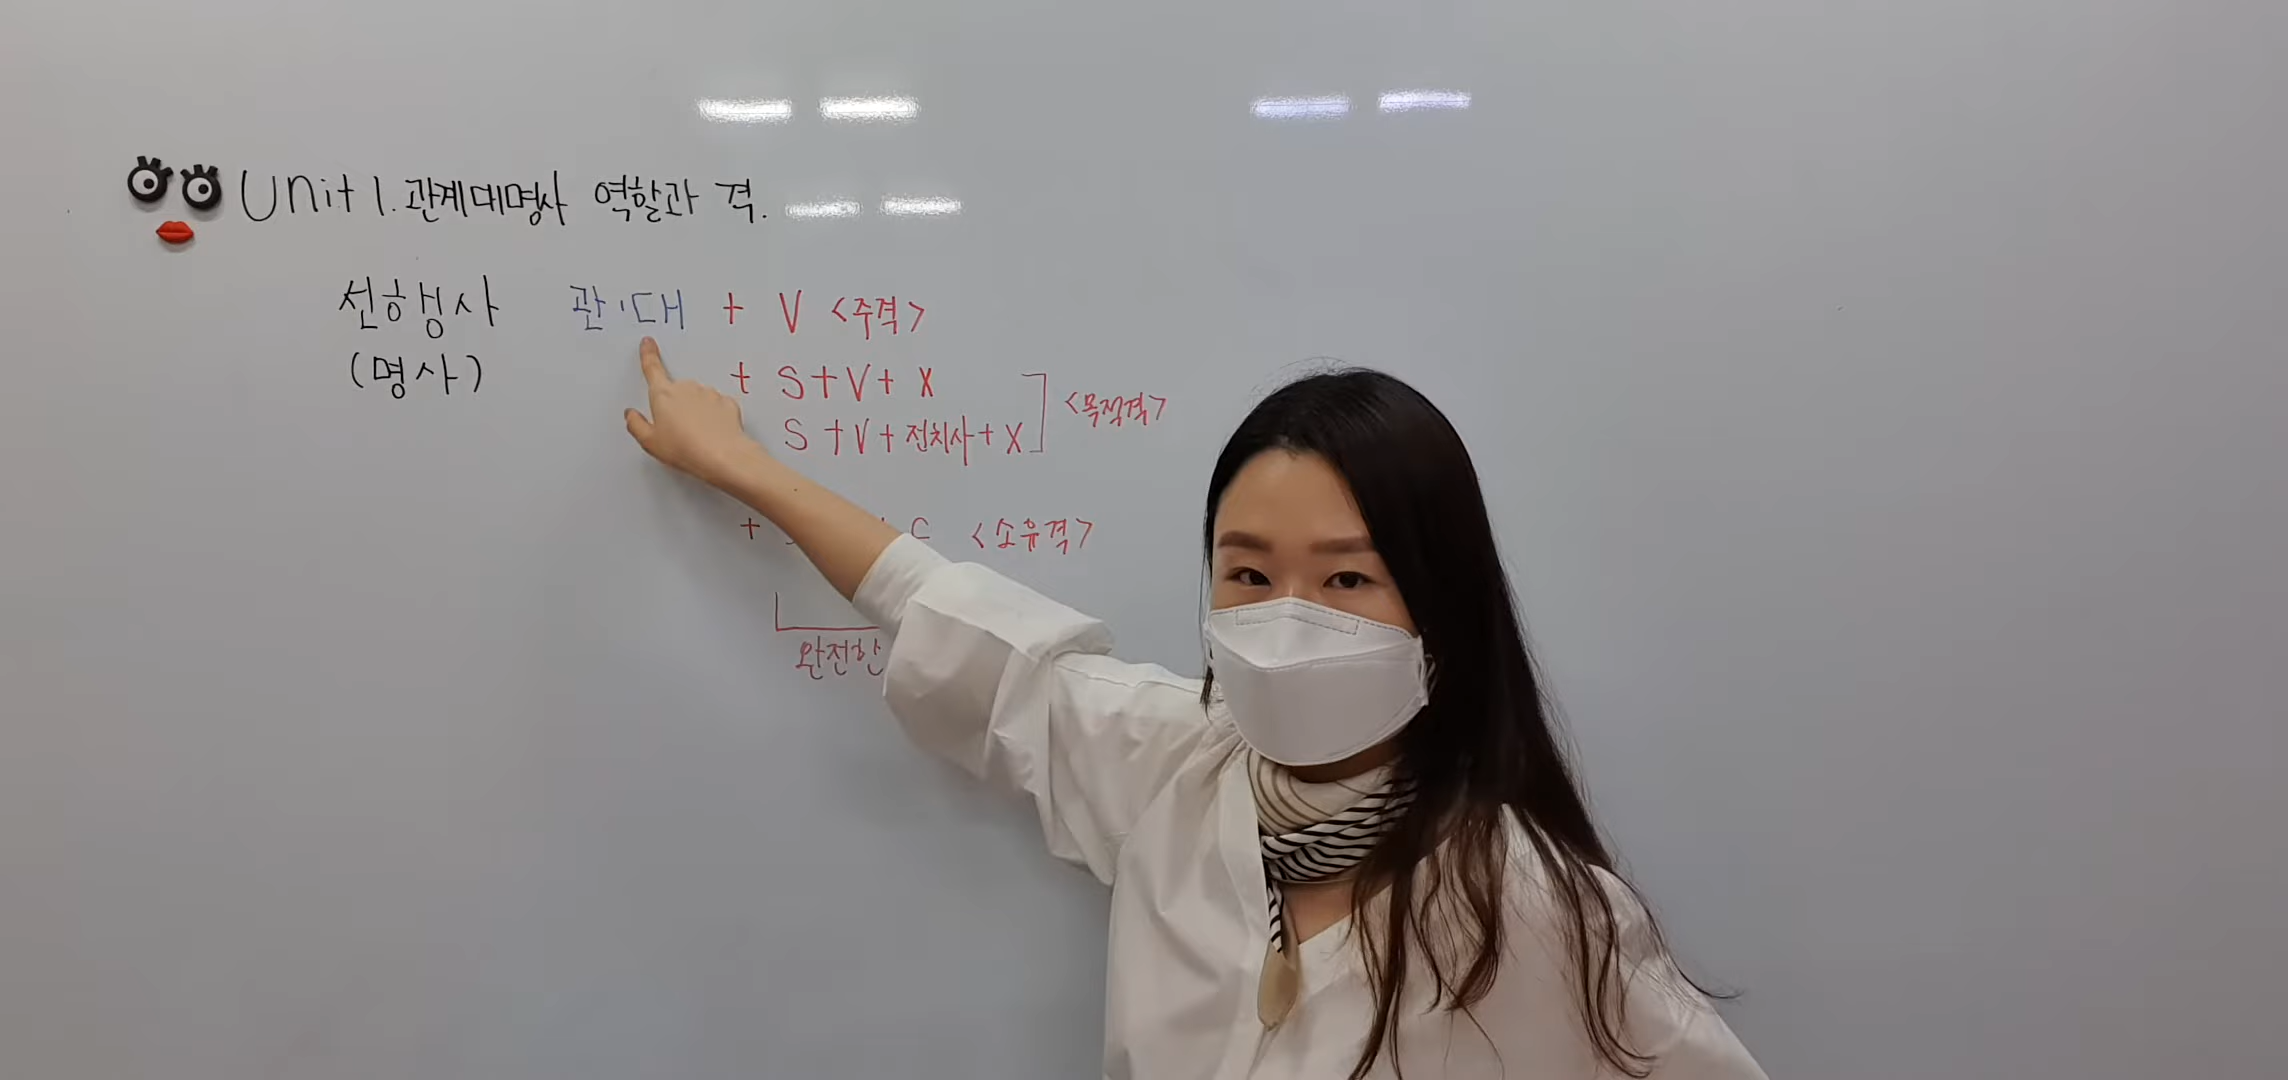 Unit 1. 관계대명사 역할과 격.
선행사 관·대 + V <주격>
(명사) + S+V+ X
S+V+전치사+X <목적격>
+ C <소유격>
완전한